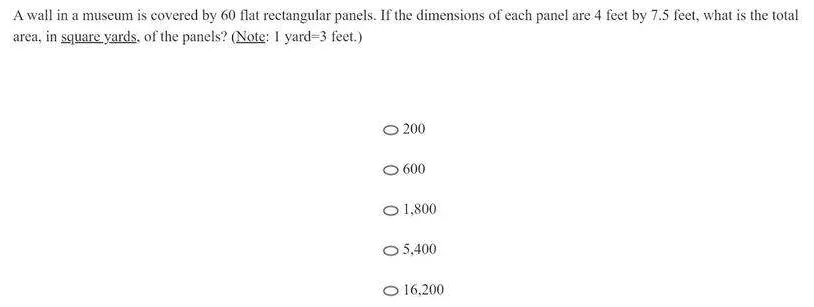 A wall in a museum is covered by 60 flat rectangular panels. If the dimensions of each panel are 4 feet by 7.5 feet, what is the total
area, in square yards, of the panels? (Note: 1 yard=3 feet.)
200
600
1,800
5,400
16,200